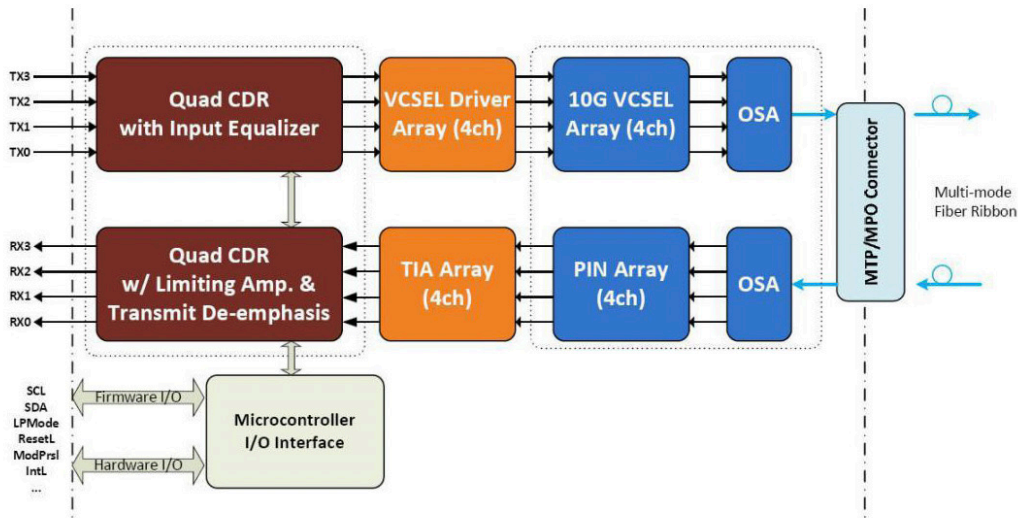 TX3
TX2
TX1
TX0
Quad CDR
with Input Equalizer
VCSEL Driver
Array (4ch)
10G VCSEL
Array (4ch)
OSA
MTP/MPO Connector
Multi-mode
Fiber Ribbon
RX3
RX2
RX1
RX0
Quad CDR
w/ Limiting Amp. &
Transmit De-emphasis
TIA Array
(4ch)
PIN Array
(4ch)
OSA
SCL
SDA
LPMode
ResetL
ModPrsl
IntL
...
Firmware I/O
Hardware I/O
Microcontroller
I/O Interface